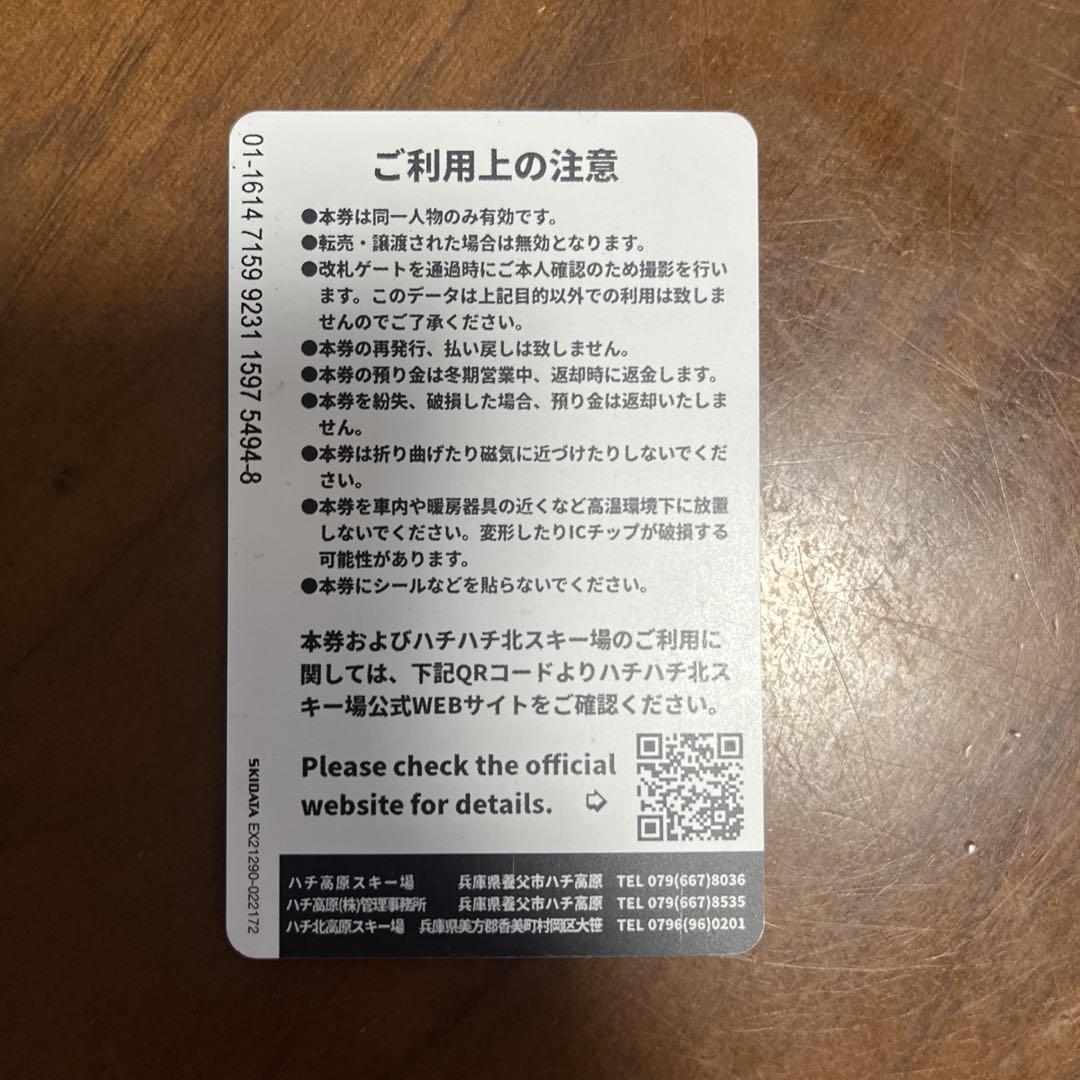 ご利用上の注意
●本券は同一人物のみ有効です。
●転売・譲渡された場合は無効となります。
●改札ゲートを通過時にご本人確認のため撮影を行い
ます。このデータは上記目的以外での利用は致しま
せんのでご了承ください。
●本券の再発行、払い戻しは致しません。
●本券の預り金は冬期営業中、返却時に返金します。
●本券を紛失、破損した場合、預り金は返却いたしま
せん。
●本券は折り曲げたり磁気に近づけたりしないでくだ
さい。
●本券を車内や暖房器具の近くなど高温環境下に放置
しないでください。変形したりICチップが破損する
可能性があります。
●本券にシールなどを貼らないでください。
本券およびハチハチ北スキー場のご利用に
関しては、下記QRコードよりハチハチ北ス
キー場公式WEBサイトをご確認ください。
Please check the official
website for details. ➪
ハチ高原スキー場 兵庫県養父市ハチ高原 TEL 079(667)8036
ハチ高原(株)管理事務所 兵庫県養父市ハチ高原 TEL 079(667)8535
ハチ北高原スキー場 兵庫県美方郡香美町村岡区大笹 TEL 0796(96)0201
01-1614 7159 9231 1597 5494-8
SKIDATA EX21290-022172